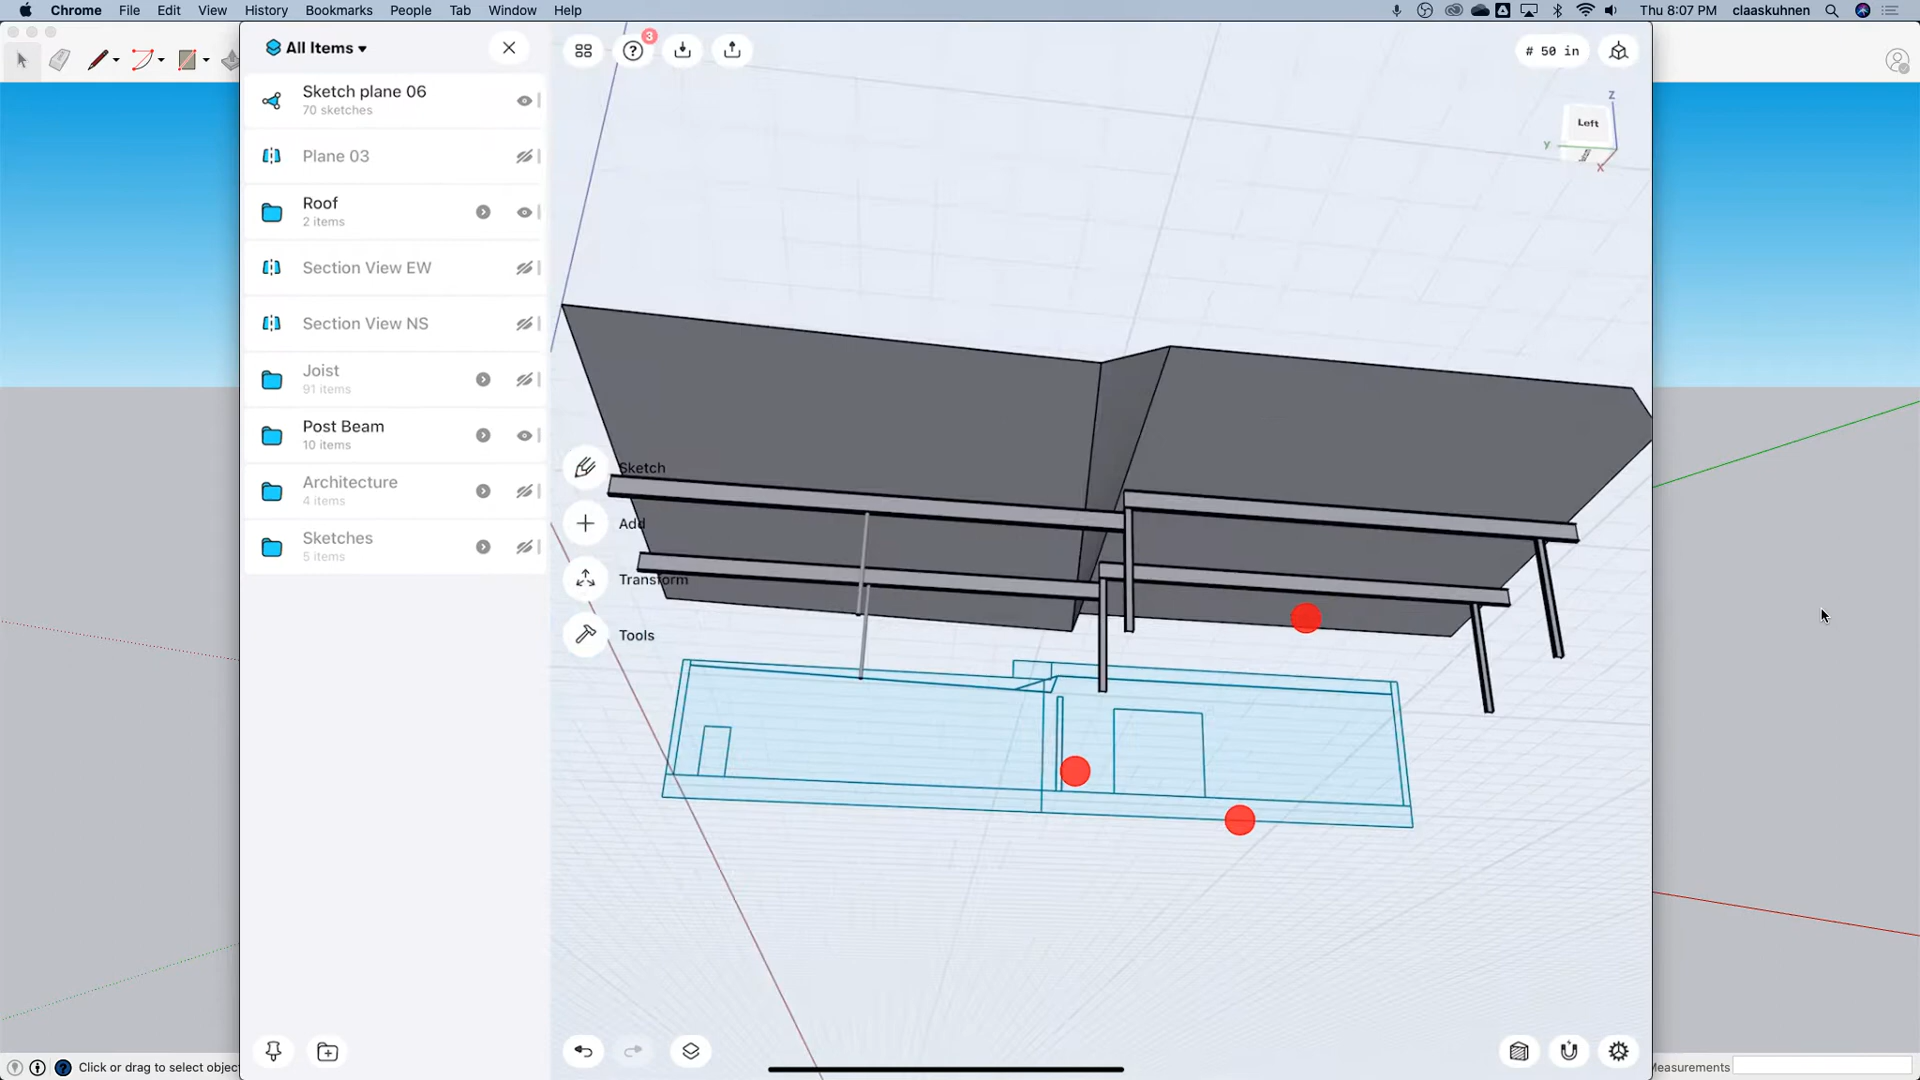 Chrome File Edit View History Bookmarks People Tab Window Help
Thu 8:07 PM claaskuhnen
All Items
3
# 50 in
Sketch plane 06
70 sketches
Plane 03
Roof
2 items
Section View EW
Section View NS
Joist
91 items
Post Beam
10 items
Architecture
4 items
Sketches
5 items
Z
Left
Y
X
Sketch
Add
Transform
Tools
Click or drag to select objec
Measurements